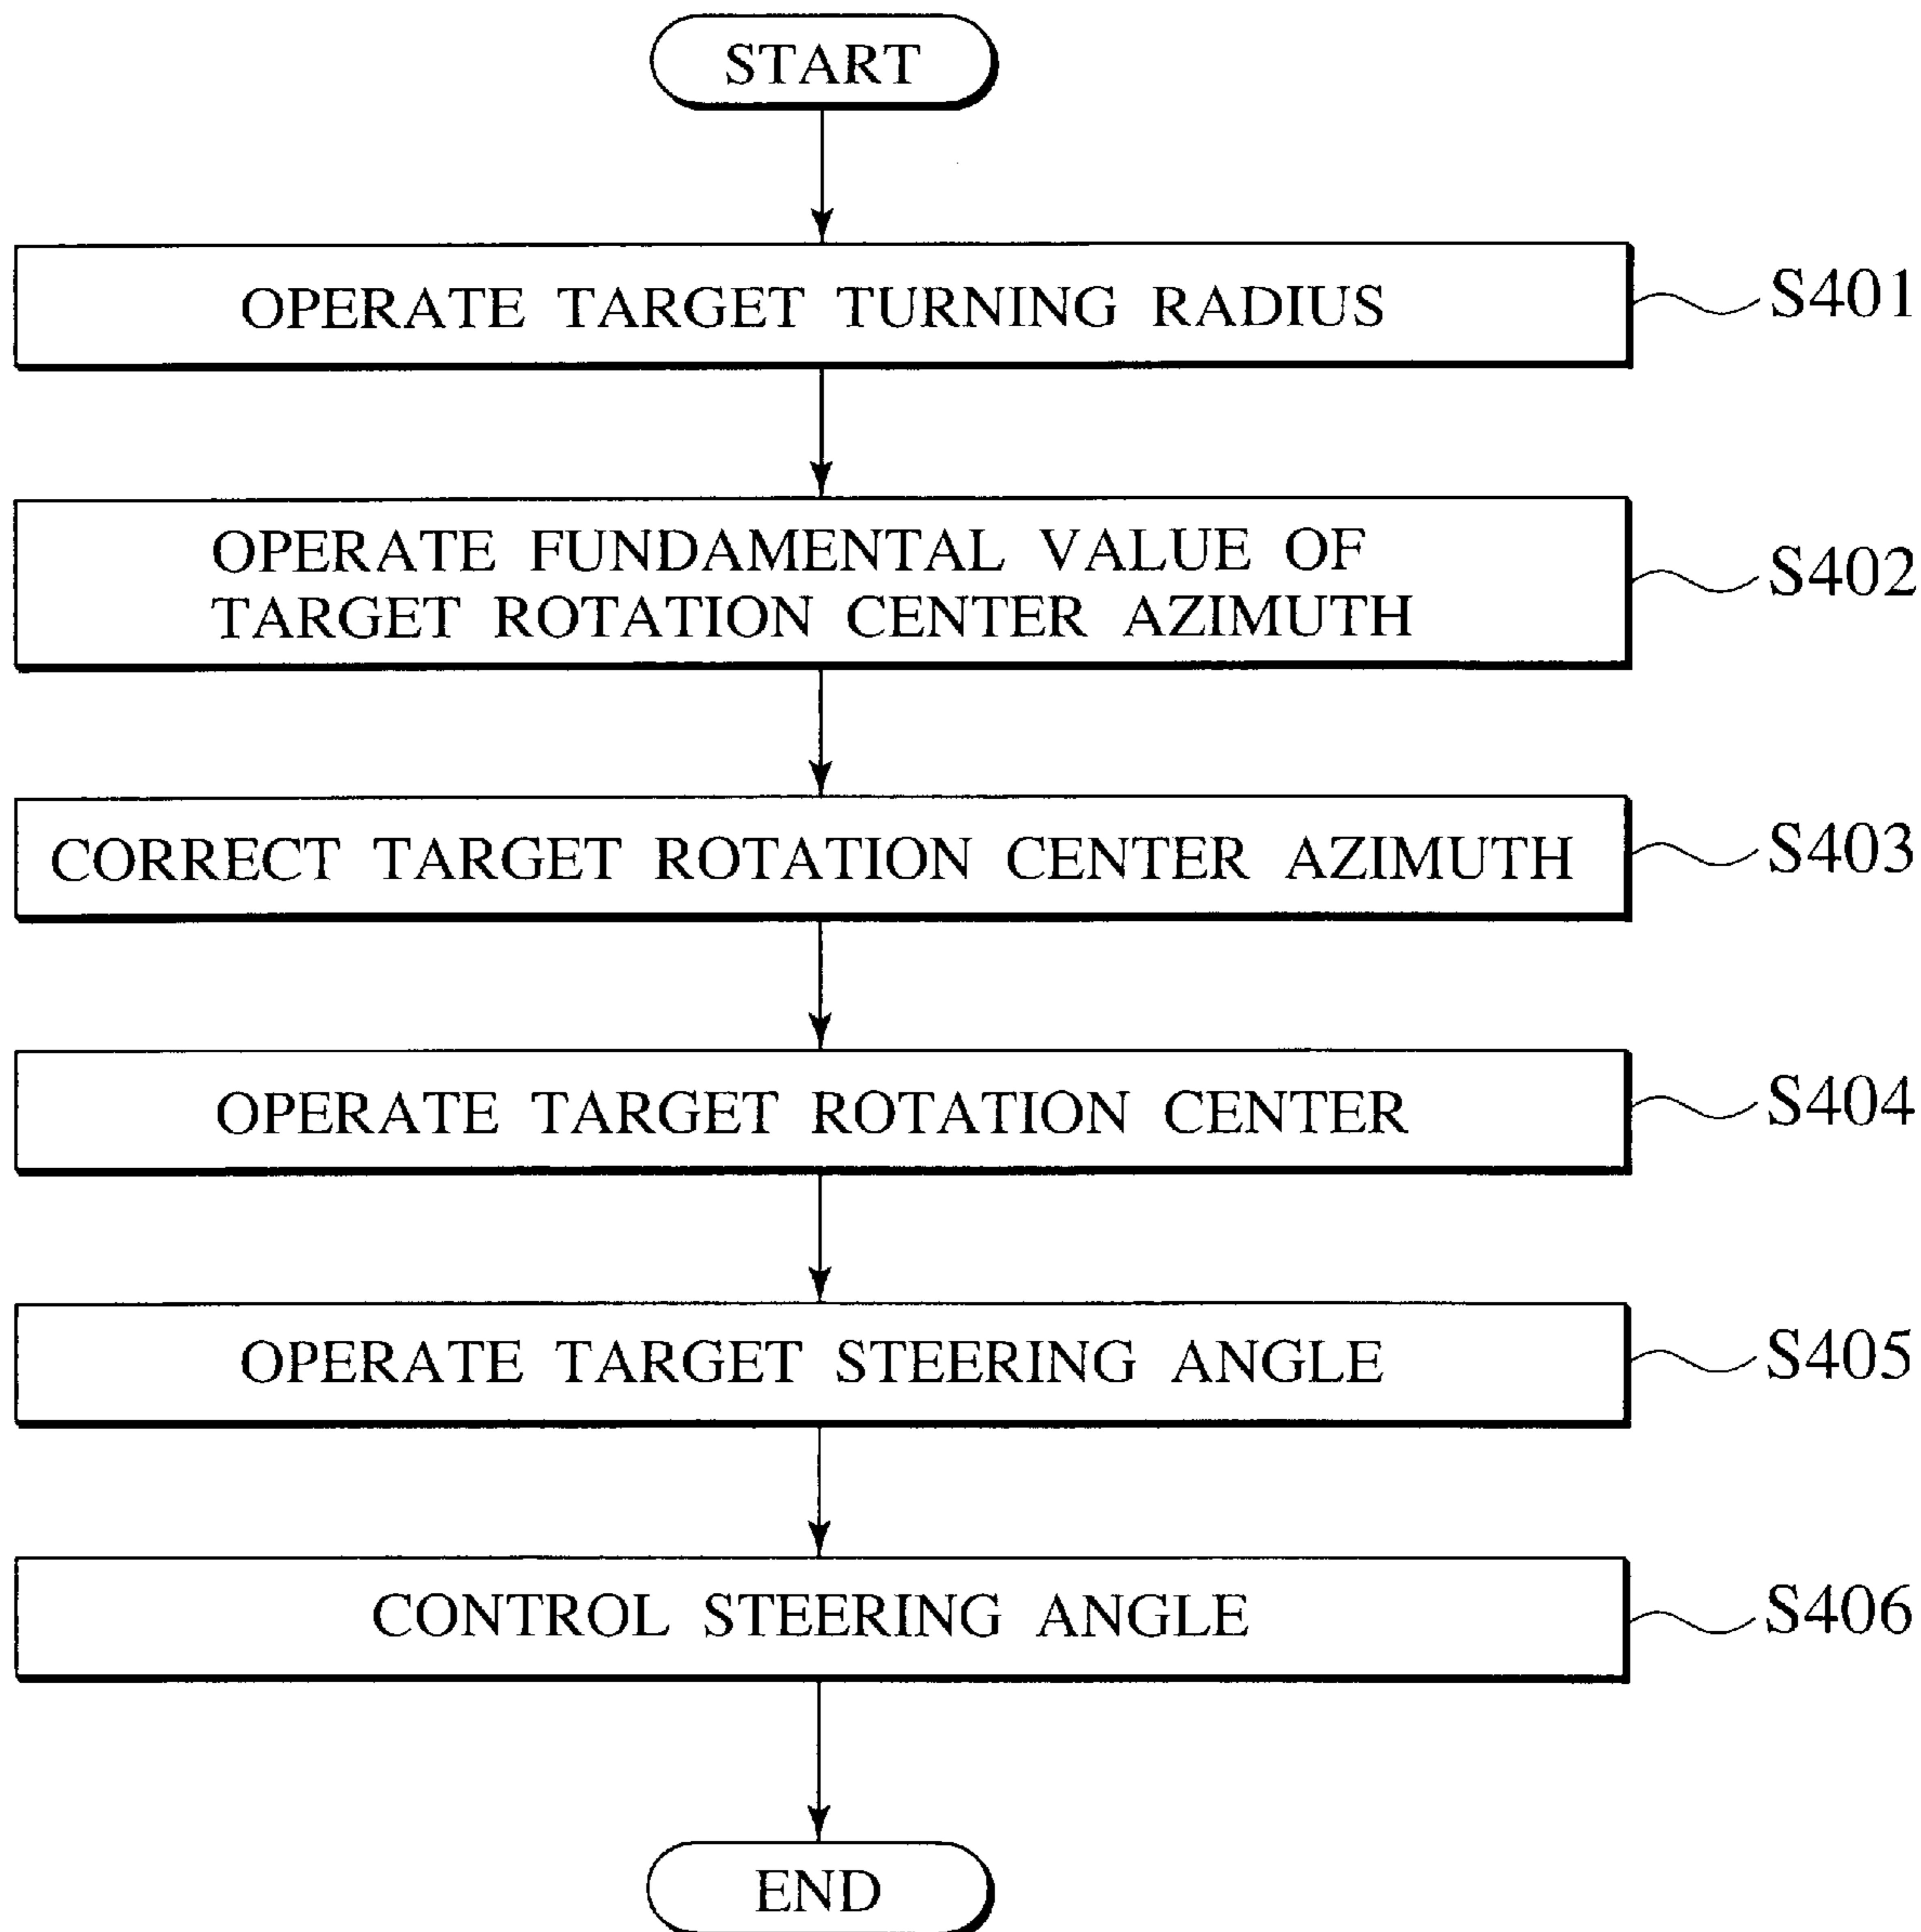 START
OPERATE TARGET TURNING RADIUS
S401
OPERATE FUNDAMENTAL VALUE OF
TARGET ROTATION CENTER AZIMUTH
S402
CORRECT TARGET ROTATION CENTER AZIMUTH
S403
OPERATE TARGET ROTATION CENTER
S404
OPERATE TARGET STEERING ANGLE
S405
CONTROL STEERING ANGLE
S406
END